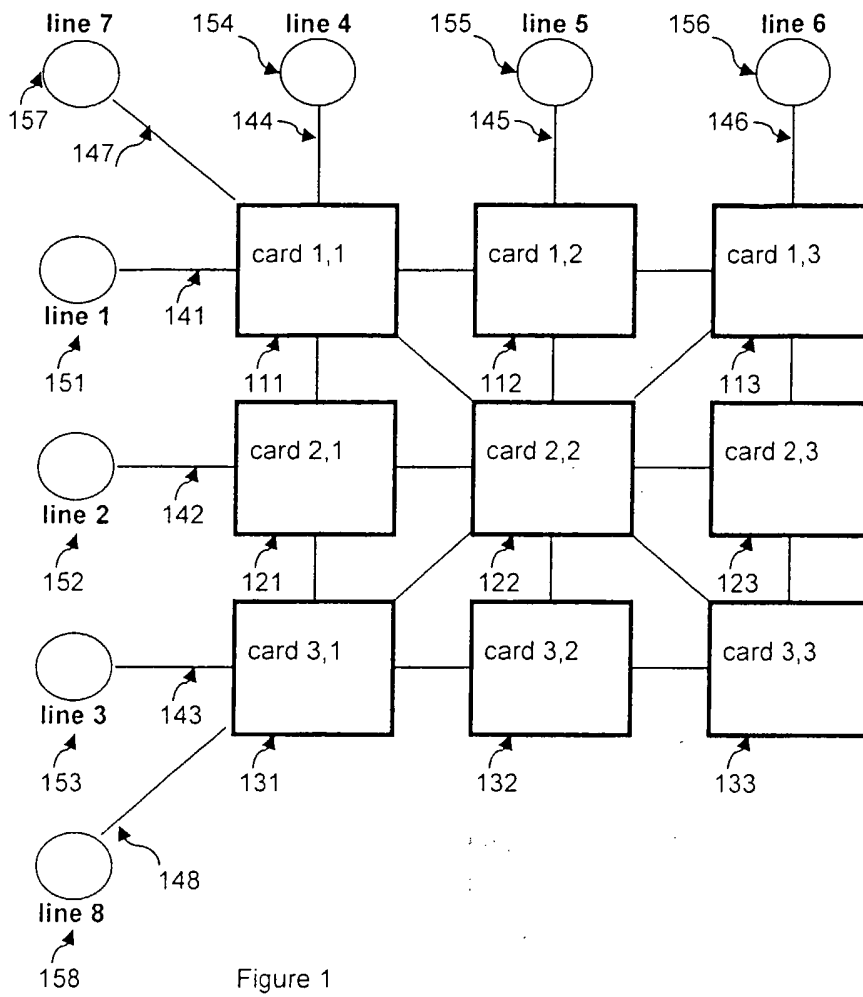 line 7
154
line 4
155
line 5
156
line 6
157
147
144
145
146
card 1,1
card 1,2
card 1,3
line 1
141
151
111
112
113
card 2,1
card 2,2
card 2,3
line 2
142
152
121
122
123
card 3,1
card 3,2
card 3,3
line 3
143
153
131
132
133
148
line 8
158
Figure 1